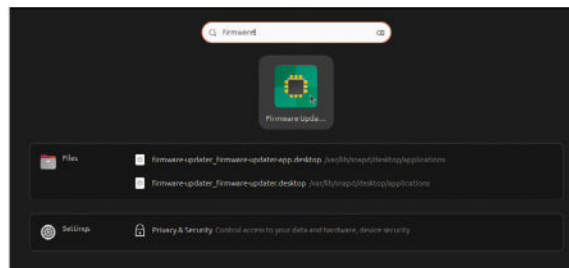 firmware
Firmware Upda...
Files
firmware-updater_firmware-updater-app.desktop /var/lib/snapd/desktop/applications
firmware-updater_firmware-updater.desktop /var/lib/snapd/desktop/applications
Settings
Privacy & Security Control access to your data and hardware, device security